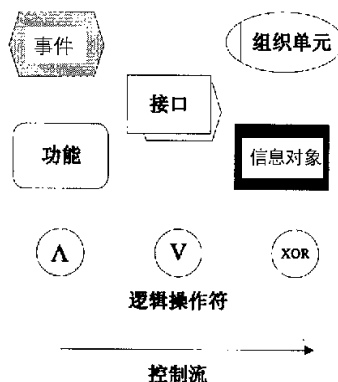 事件
组织单元
接口
功能
信息对象
Λ V XOR
逻辑操作符
控制流